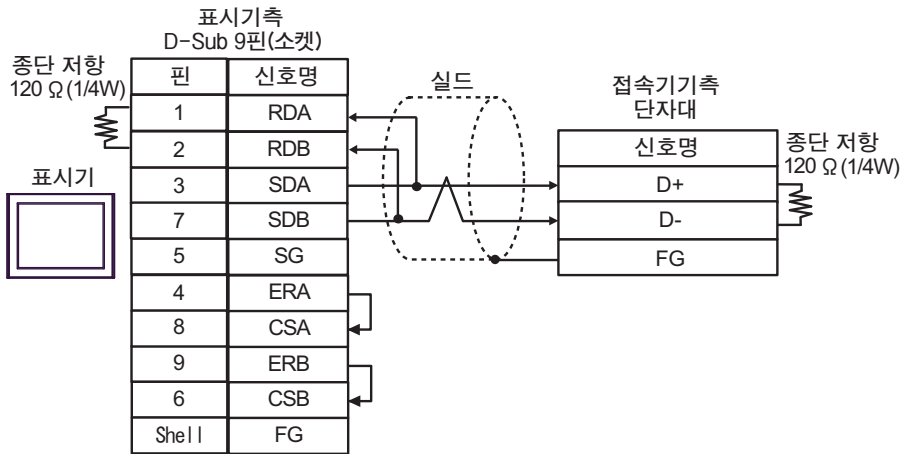 표시기측
D-Sub 9핀(소켓)
종단 저항
120 Ω(1/4W)
핀 신호명
1 RDA
2 RDB
3 SDA
7 SDB
5 SG
4 ERA
8 CSA
9 ERB
6 CSB
Shell FG
표시기
실드
접속기기측
단자대
신호명
D+
D-
FG
종단 저항
120 Ω(1/4W)